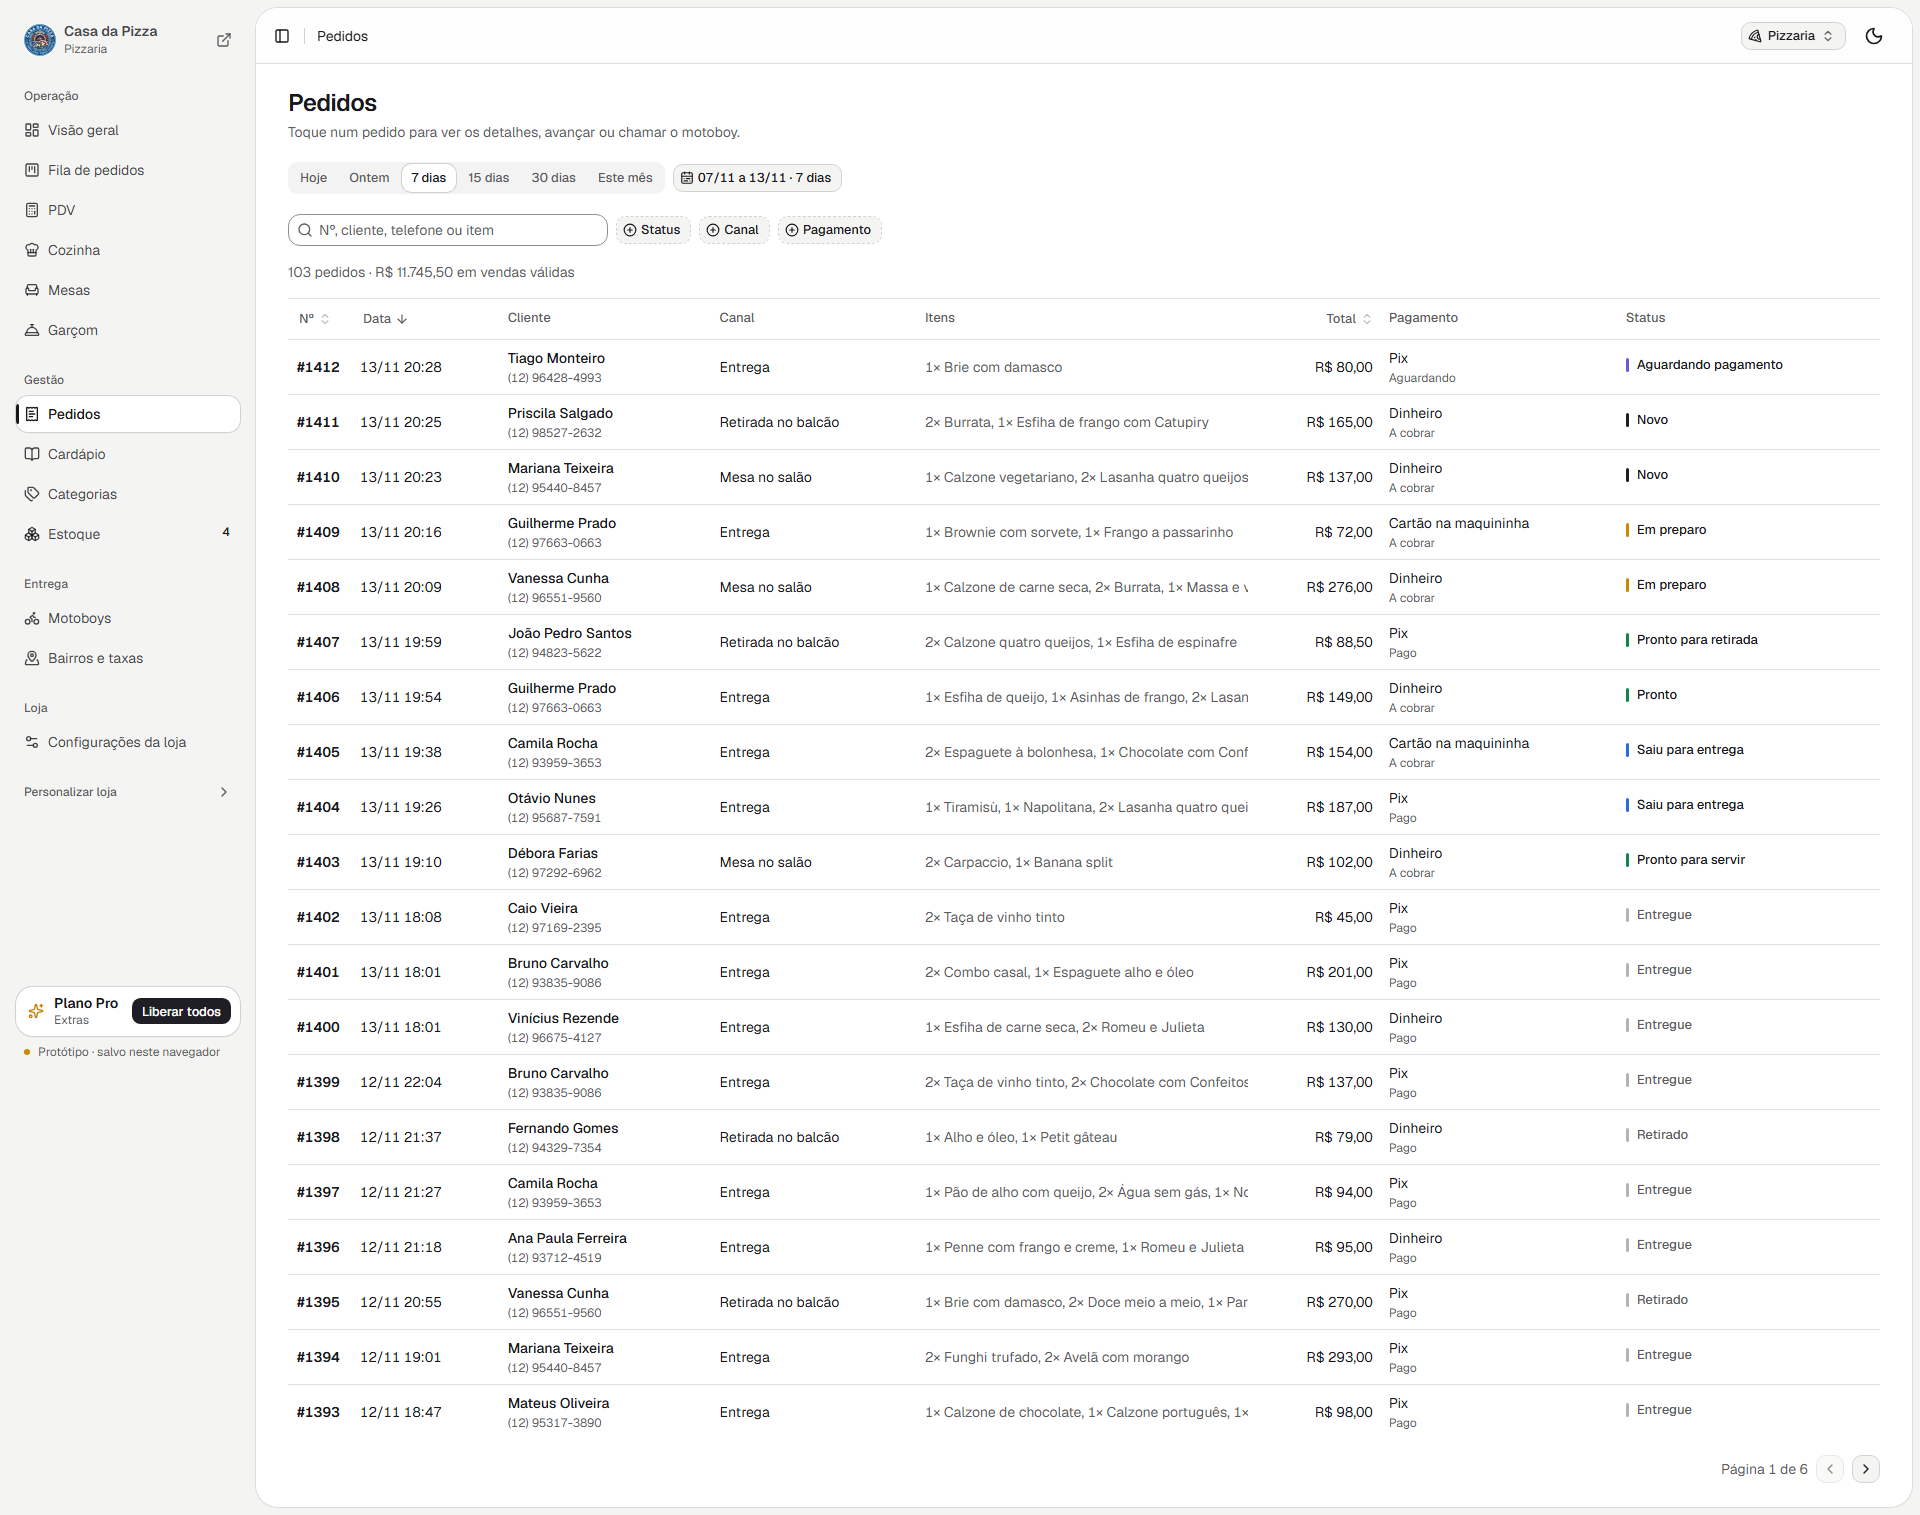 Casa da Pizza
Pizzaria
Operação
Visão geral
Fila de pedidos
PDV
Cozinha
Mesas
Garçom
Gestão
Pedidos
Cardápio
Categorias
Estoque 4
Entrega
Motoboys
Bairros e taxas
Loja
Configurações da loja
Personalizar loja
Plano Pro
Extras
Liberar todos
Protótipo · salvo neste navegador
Pedidos
Pizzaria
Pedidos
Toque num pedido para ver os detalhes, avançar ou chamar o motoboy.
Hoje Ontem 7 dias 15 dias 30 dias Este mês 07/11 a 13/11 · 7 dias
Nº, cliente, telefone ou item Status Canal Pagamento
103 pedidos · R$ 11.745,50 em vendas válidas
Nº Data Cliente Canal Itens Total Pagamento Status
#1412 13/11 20:28 Tiago Monteiro (12) 96428-4993 Entrega 1× Brie com damasco R$ 80,00 Pix Aguardando Aguardando pagamento
#1411 13/11 20:25 Priscila Salgado (12) 98527-2632 Retirada no balcão 2× Burrata, 1× Esfiha de frango com Catupiry R$ 165,00 Dinheiro A cobrar Novo
#1410 13/11 20:23 Mariana Teixeira (12) 95440-8457 Mesa no salão 1× Calzone vegetariano, 2× Lasanha quatro queijos R$ 137,00 Dinheiro A cobrar Novo
#1409 13/11 20:16 Guilherme Prado (12) 97663-0663 Entrega 1× Brownie com sorvete, 1× Frango a passarinho R$ 72,00 Cartão na maquininha A cobrar Em preparo
#1408 13/11 20:09 Vanessa Cunha (12) 96551-9560 Mesa no salão 1× Calzone de carne seca, 2× Burrata, 1× Massa e R$ 276,00 Dinheiro A cobrar Em preparo
#1407 13/11 19:59 João Pedro Santos (12) 94823-5622 Retirada no balcão 2× Calzone quatro queijos, 1× Esfiha de espinafre R$ 88,50 Pix Pago Pronto para retirada
#1406 13/11 19:54 Guilherme Prado (12) 97663-0663 Entrega 1× Esfiha de queijo, 1× Asinhas de frango, 2× Lasan R$ 149,00 Dinheiro A cobrar Pronto
#1405 13/11 19:38 Camila Rocha (12) 93959-3653 Entrega 2× Espaguete à bolonhesa, 1× Chocolate com Conf R$ 154,00 Cartão na maquininha A cobrar Saiu para entrega
#1404 13/11 19:26 Otávio Nunes (12) 95687-7591 Entrega 1× Tiramisù, 1× Napolitana, 2× Lasanha quatro quei R$ 187,00 Pix Pago Saiu para entrega
#1403 13/11 19:10 Débora Farias (12) 97292-6962 Mesa no salão 2× Carpaccio, 1× Banana split R$ 102,00 Dinheiro A cobrar Pronto para servir
#1402 13/11 18:08 Caio Vieira (12) 97169-2395 Entrega 2× Taça de vinho tinto R$ 45,00 Pix Pago Entregue
#1401 13/11 18:01 Bruno Carvalho (12) 93835-9086 Entrega 2× Combo casal, 1× Espaguete alho e óleo R$ 201,00 Pix Pago Entregue
#1400 13/11 18:01 Vinícius Rezende (12) 96675-4127 Entrega 1× Esfiha de carne seca, 2× Romeu e Julieta R$ 130,00 Dinheiro Pago Entregue
#1399 12/11 22:04 Bruno Carvalho (12) 93835-9086 Entrega 2× Taça de vinho tinto, 2× Chocolate com Confeitos R$ 137,00 Pix Pago Entregue
#1398 12/11 21:37 Fernando Gomes (12) 94329-7354 Retirada no balcão 1× Alho e óleo, 1× Petit gâteau R$ 79,00 Dinheiro Pago Retirado
#1397 12/11 21:27 Camila Rocha (12) 93959-3653 Entrega 1× Pão de alho com queijo, 2× Água sem gás, 1× R$ 94,00 Pix Pago Entregue
#1396 12/11 21:18 Ana Paula Ferreira (12) 93712-4519 Entrega 1× Penne com frango e creme, 1× Romeu e Julieta R$ 95,00 Dinheiro Pago Entregue
#1395 12/11 20:55 Vanessa Cunha (12) 96551-9560 Retirada no balcão 1× Brie com damasco, 2× Doce meio a meio, 1× Par R$ 270,00 Pix Pago Retirado
#1394 12/11 19:01 Mariana Teixeira (12) 95440-8457 Entrega 2× Funghi trufado, 2× Avelã com morango R$ 293,00 Pix Pago Entregue
#1393 12/11 18:47 Mateus Oliveira (12) 95317-3890 Entrega 1× Calzone de chocolate, 1× Calzone português, 1× R$ 98,00 Pix Pago Entregue
Página 1 de 6